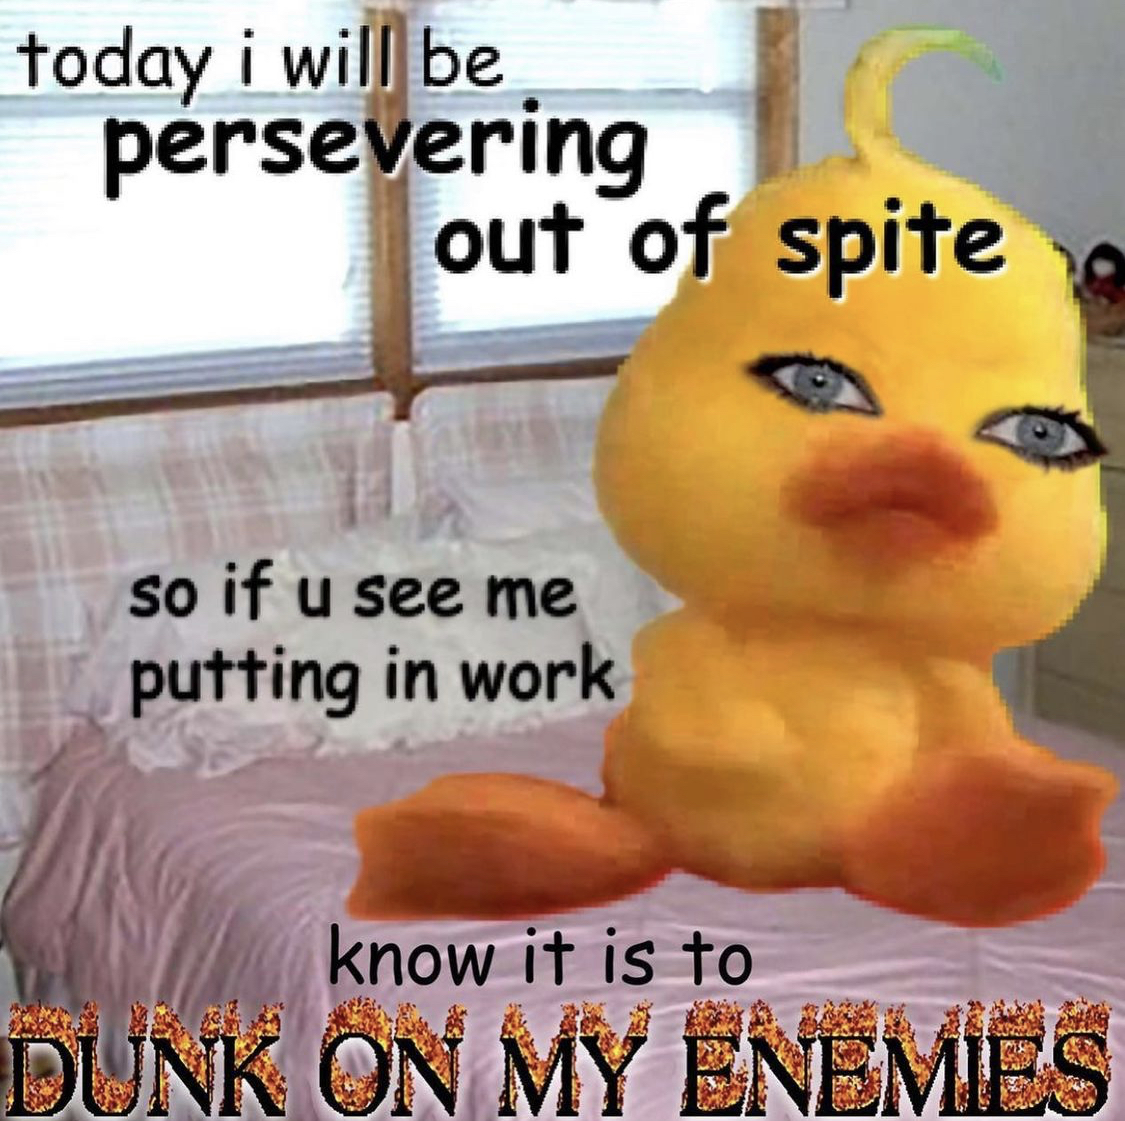 today i will be
persevering
out of spite
so if u see me
putting in work
know it is to
DUNK ON MY ENEMIES